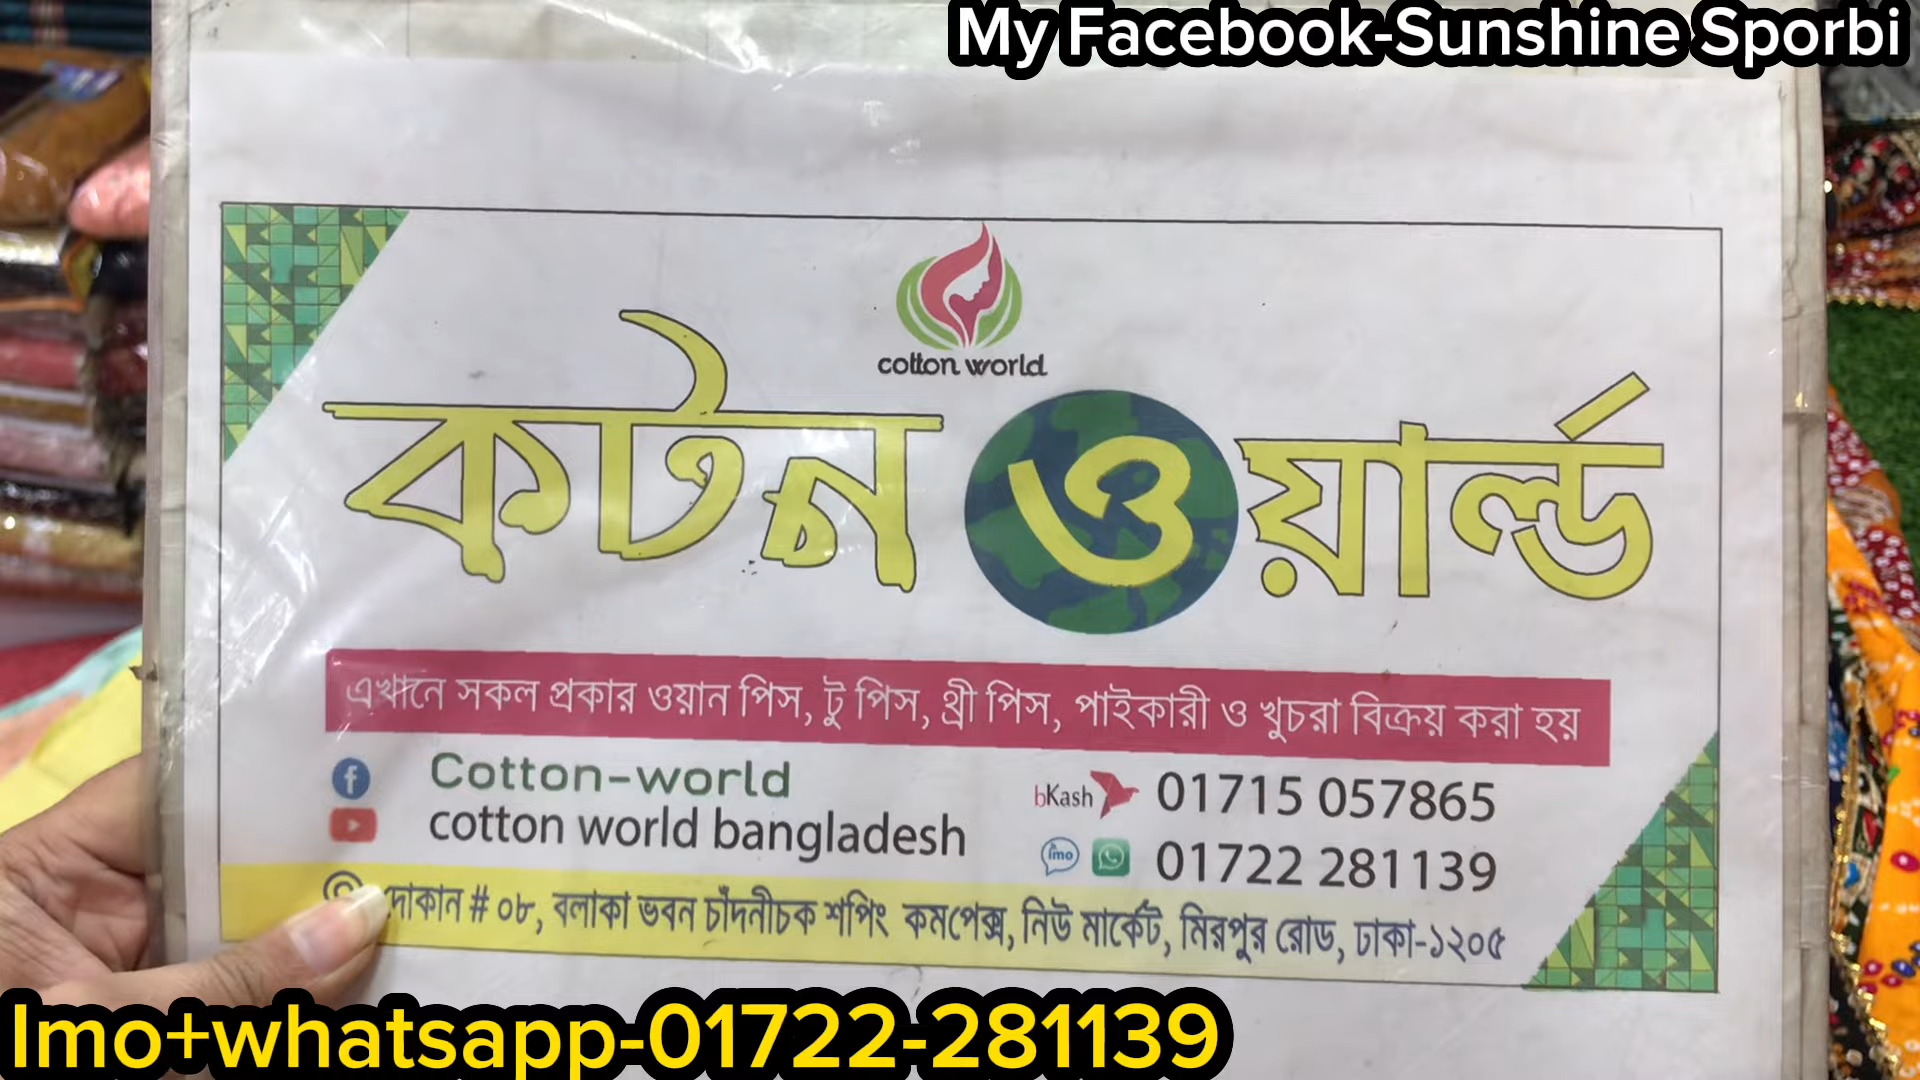 My Facebook-Sunshine Sporbi
cotton world
কটন ওয়ার্ল্ড
এখানে সকল প্রকার ওয়ান পিস, টু পিস, থ্রী পিস, পাইকারী ও খুচরা বিক্রয় করা হয়
Cotton-world
cotton world bangladesh
bKash 01715 057865
imo 01722 281139
দোকান # ০৮, বলাকা ভবন চাঁদনীচক শপিং কমপেক্স, নিউ মার্কেট, মিরপুর রোড, ঢাকা-১২০৫
Imo+whatsapp-01722-281139